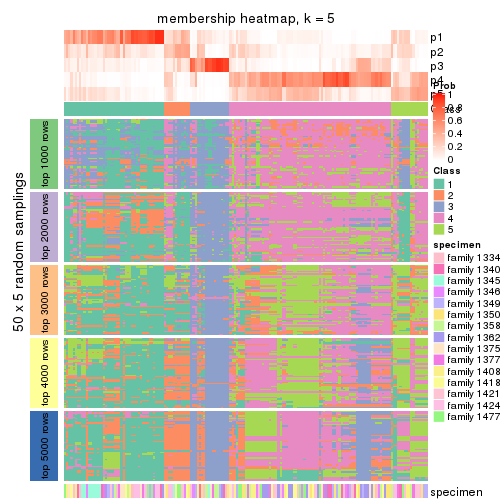 membership heatmap, k = 5
p1
p2
p3
p4
Prob
1
0.8
0.6
0.4
0.2
0
Class
1
2
3
4
5
specimen
family 1334
family 1340
family 1345
family 1346
family 1349
family 1350
family 1358
family 1362
family 1375
family 1377
family 1408
family 1418
family 1421
family 1424
family 1477
50 x 5 random samplings
top 1000 rows
top 2000 rows
top 3000 rows
top 4000 rows
top 5000 rows
specimen